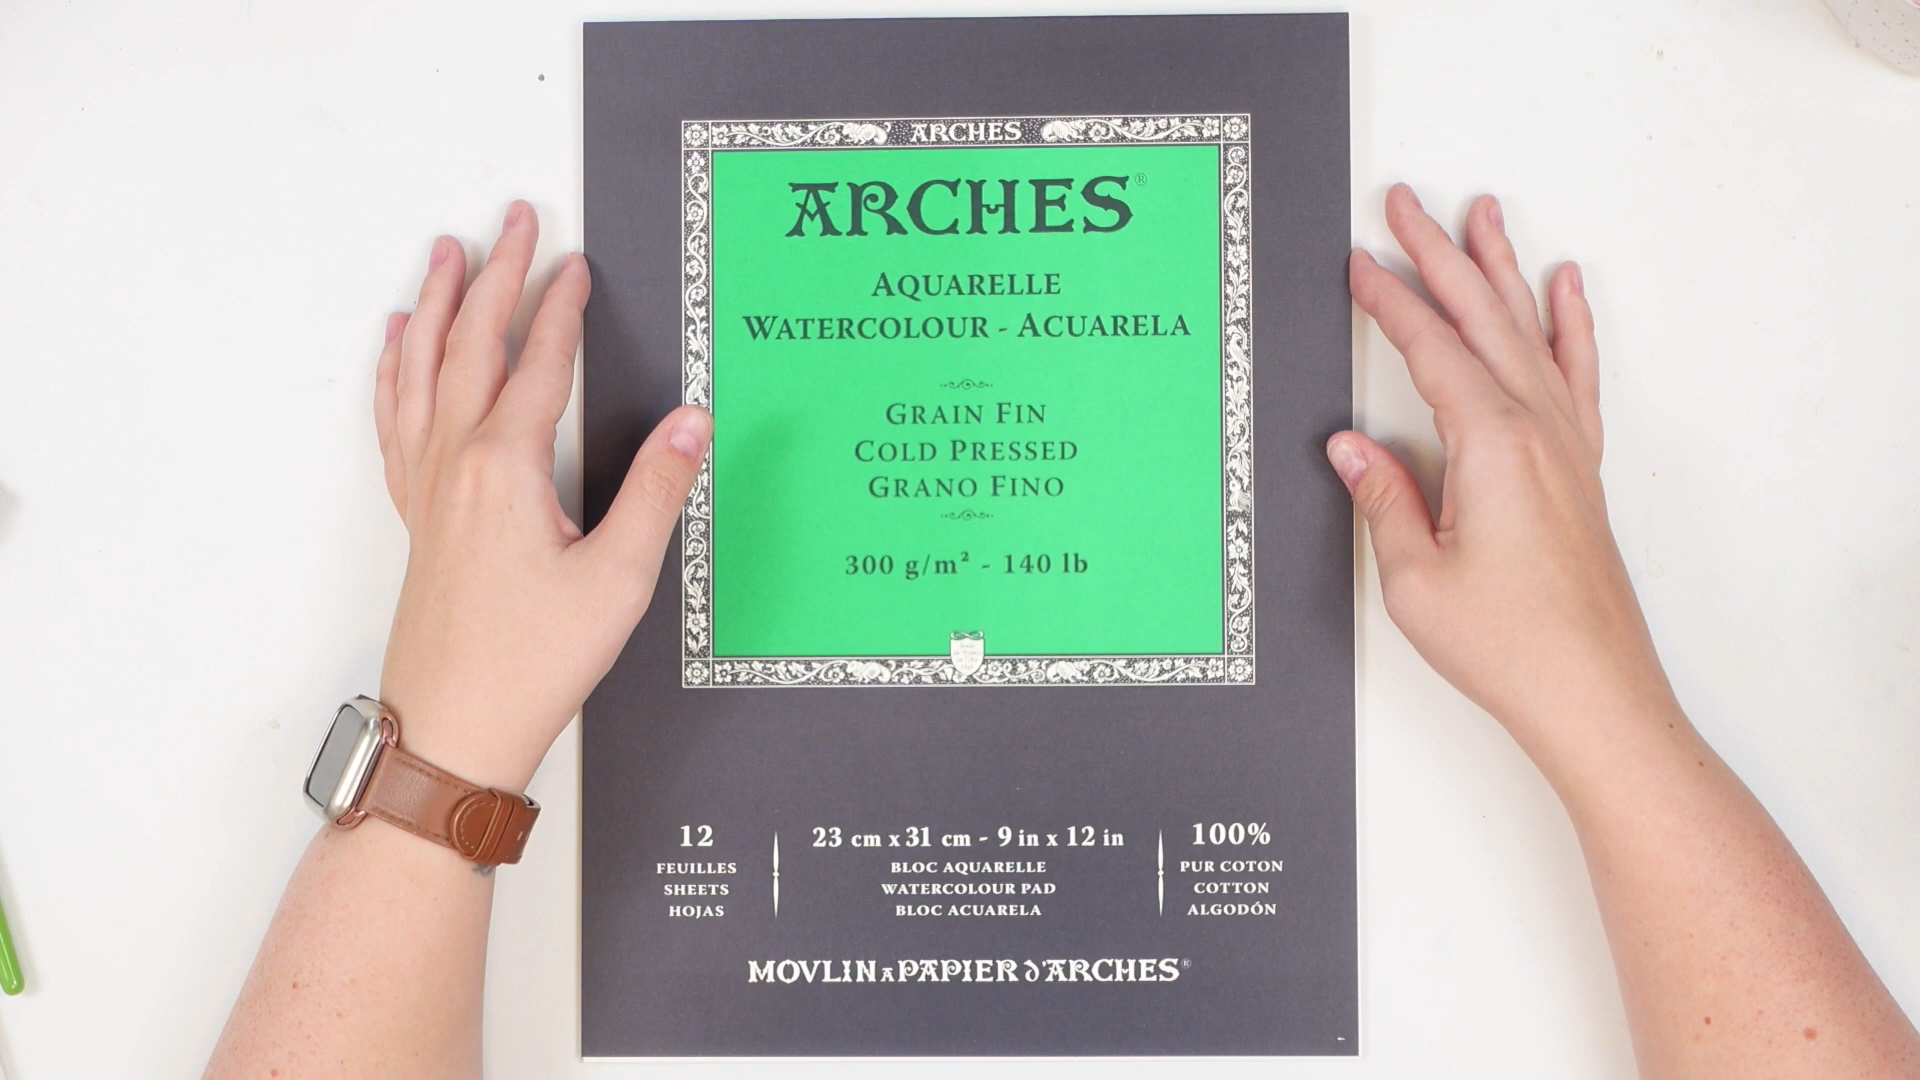 ARCHES
ARCHES®
AQUARELLE
WATERCOLOUR - ACUARELA
GRAIN FIN
COLD PRESSED
GRANO FINO
300 g/m² - 140 lb
12
FEUILLES
SHEETS
HOJAS
23 cm x 31 cm - 9 in x 12 in
BLOC AQUARELLE
WATERCOLOUR PAD
BLOC ACUARELA
100%
PUR COTON
COTTON
ALGODÓN
MOVLIN A PAPIER d'ARCHES®